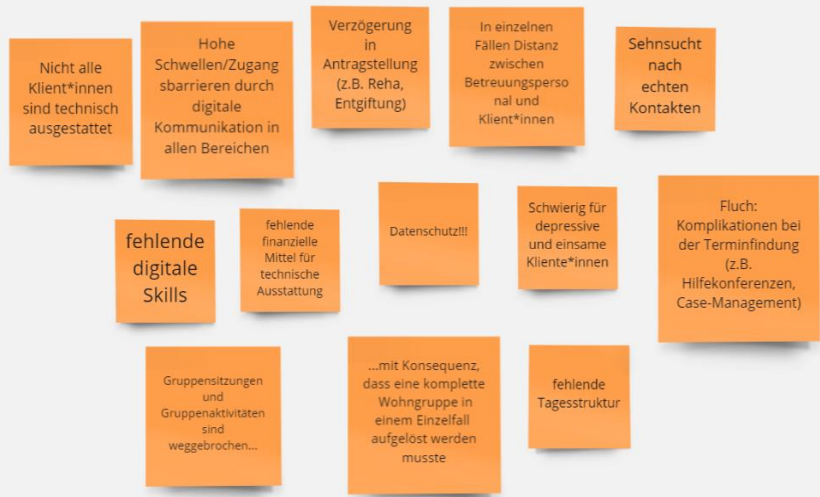 Nicht alle
Klient*innen
sind technisch
ausgestattet
Hohe
Schwellen/Zugang
sbarrieren durch
digitale
Kommunikation in
allen Bereichen
Verzögerung
in
Antragstellung
(z.B. Reha,
Entgiftung)
In einzelnen
Fällen Distanz
zwischen
Betreuungsperso
nal und
Klient*innen
Sehnsucht
nach
echten
Kontakten
fehlende
digitale
Skills
fehlende
finanzielle
Mittel für
technische
Ausstattung
Datenschutz!!!
Schwierig für
depressive
und einsame
Kliente*innen
Fluch:
Komplikationen bei
der Terminfindung
(z.B.
Hilfekonferenzen,
Case-Management)
Gruppensitzungen
und
Gruppenaktivitäten
sind
weggebrochen...
...mit Konsequenz,
dass eine komplette
Wohngruppe in
einem Einzelfall
aufgelöst werden
musste
fehlende
Tagesstruktur